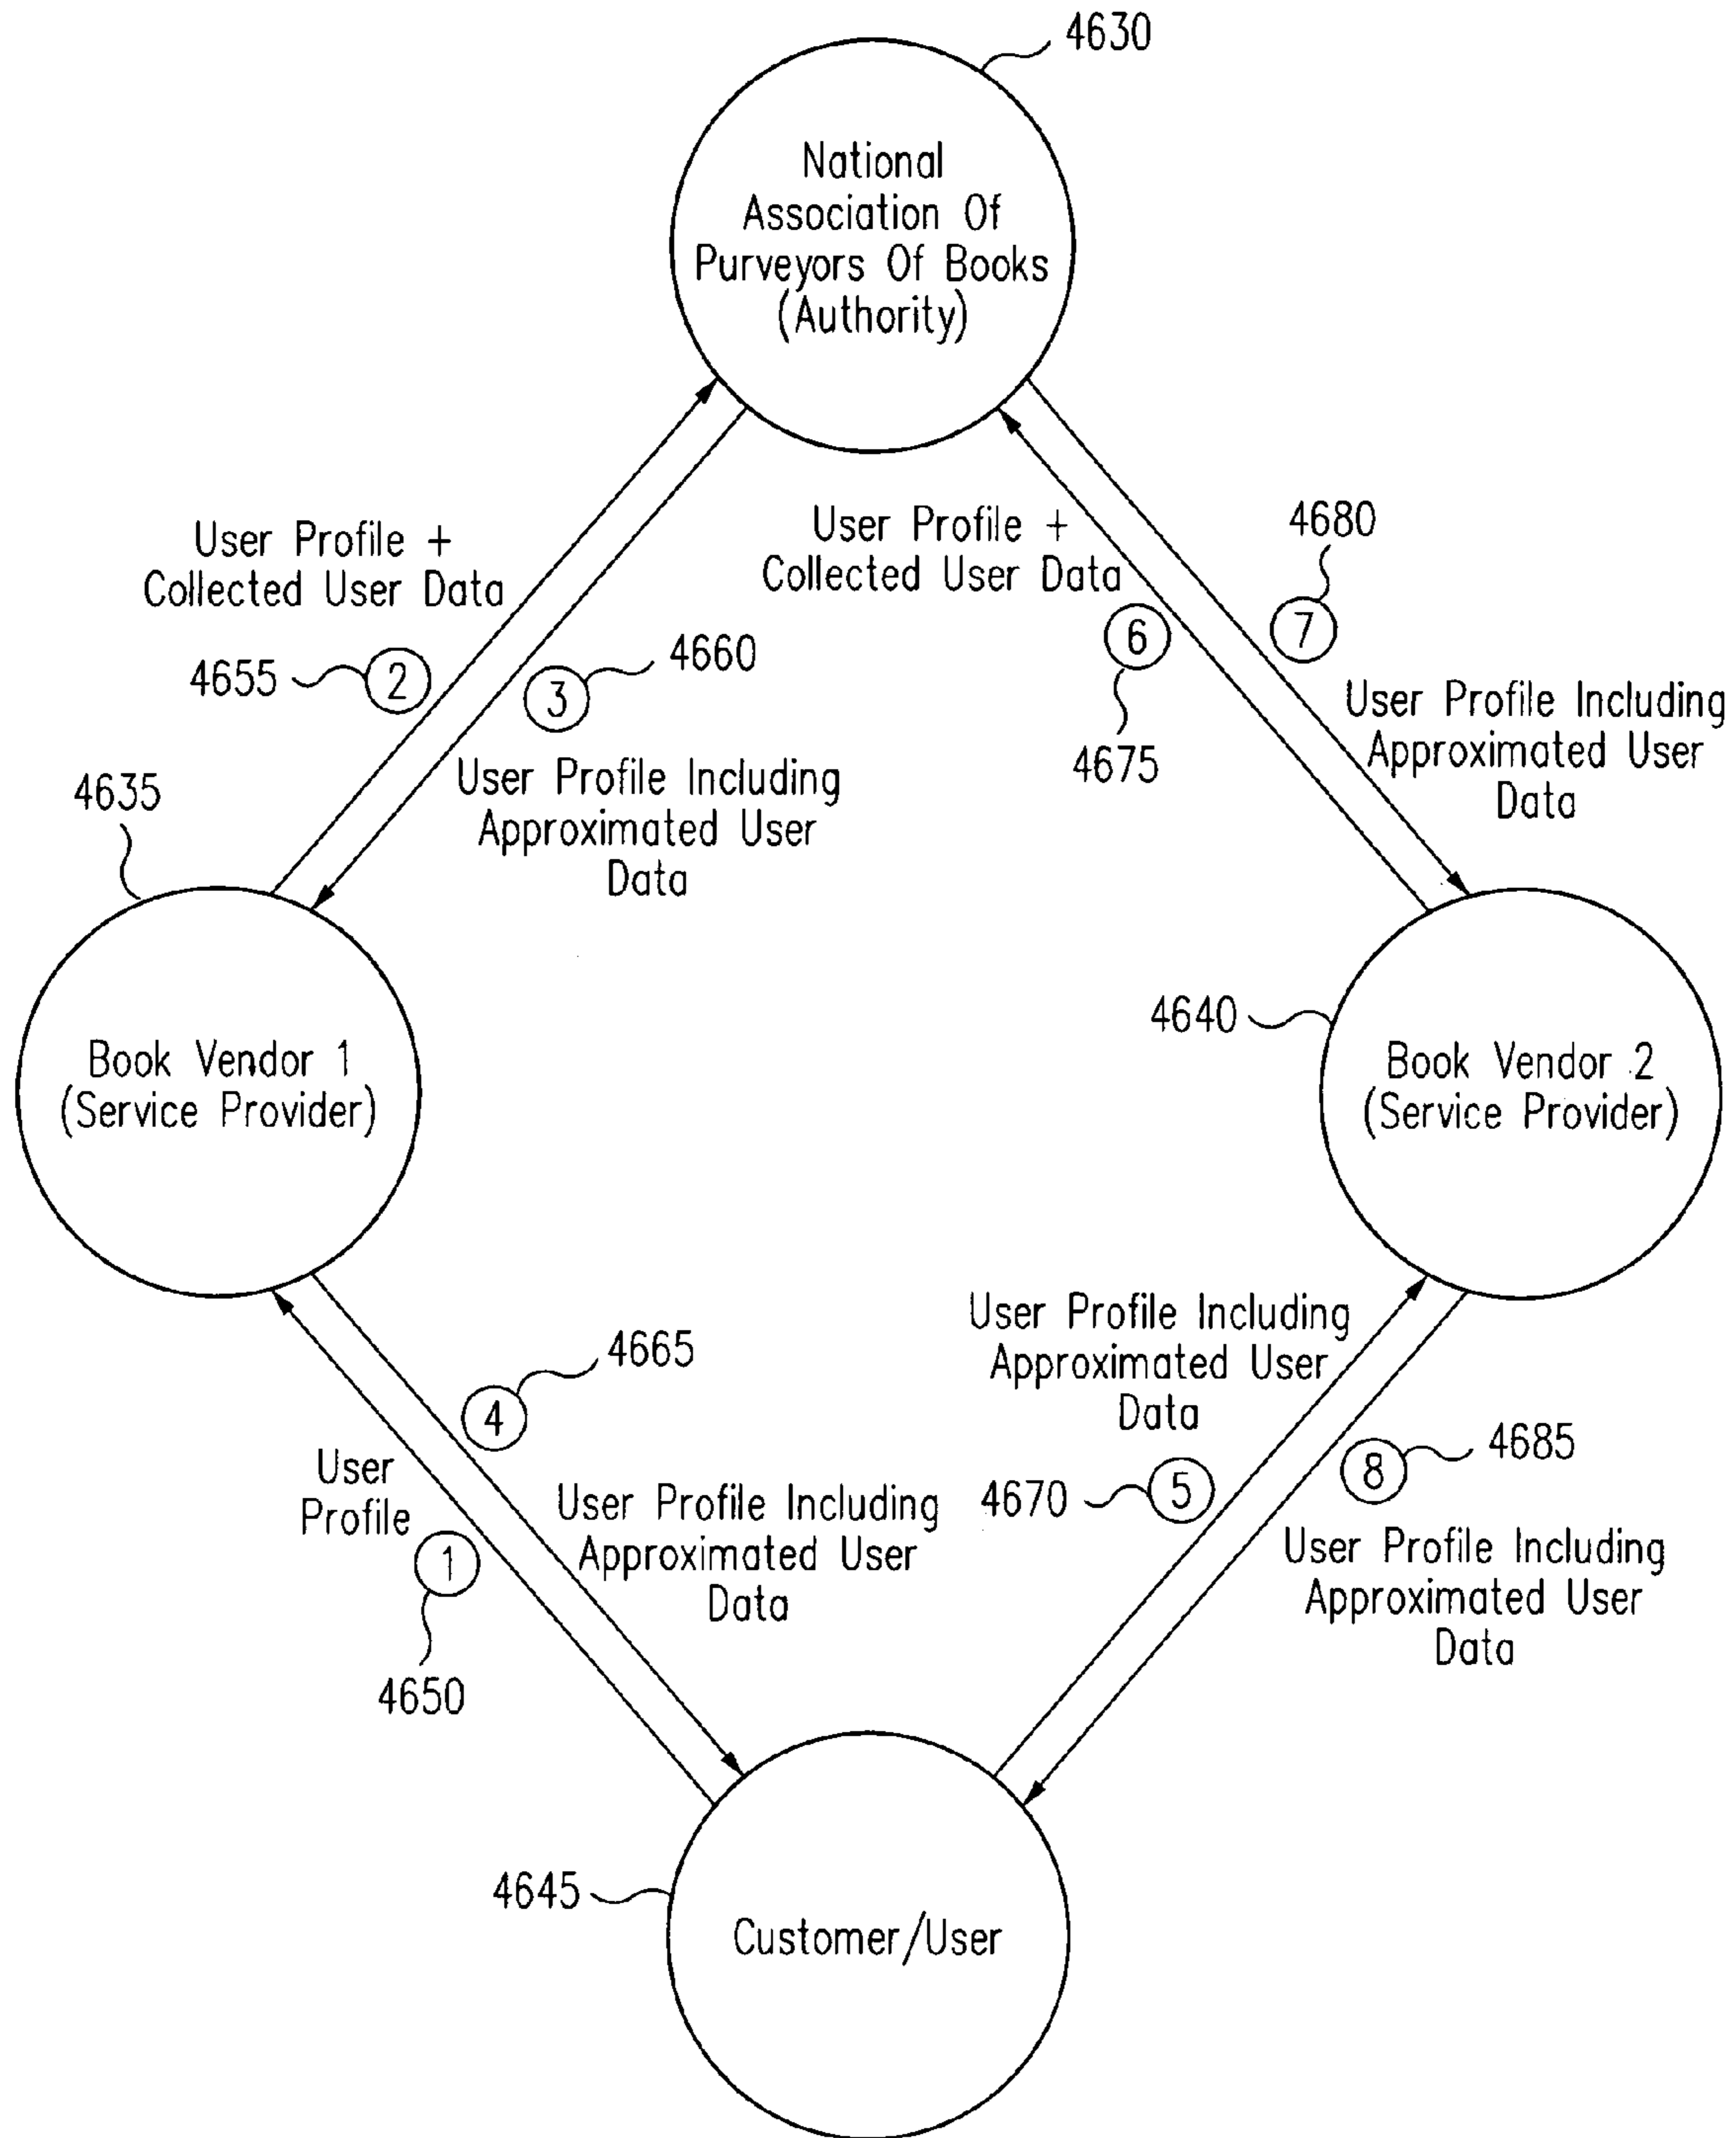 4630
National
Association Of
Purveyors Of Books
(Authority)
User Profile +
Collected User Data
4655
2
3
4660
User Profile Including
Approximated User
Data
User Profile +
Collected User Data
6
4675
4680
7
User Profile Including
Approximated User
Data
4635
Book Vendor 1
(Service Provider)
4640
Book Vendor 2
(Service Provider)
4665
4
User Profile Including
Approximated User
Data
User
Profile
1
4650
User Profile Including
Approximated User
Data
4670
5
8
4685
User Profile Including
Approximated User
Data
4645
Customer/User